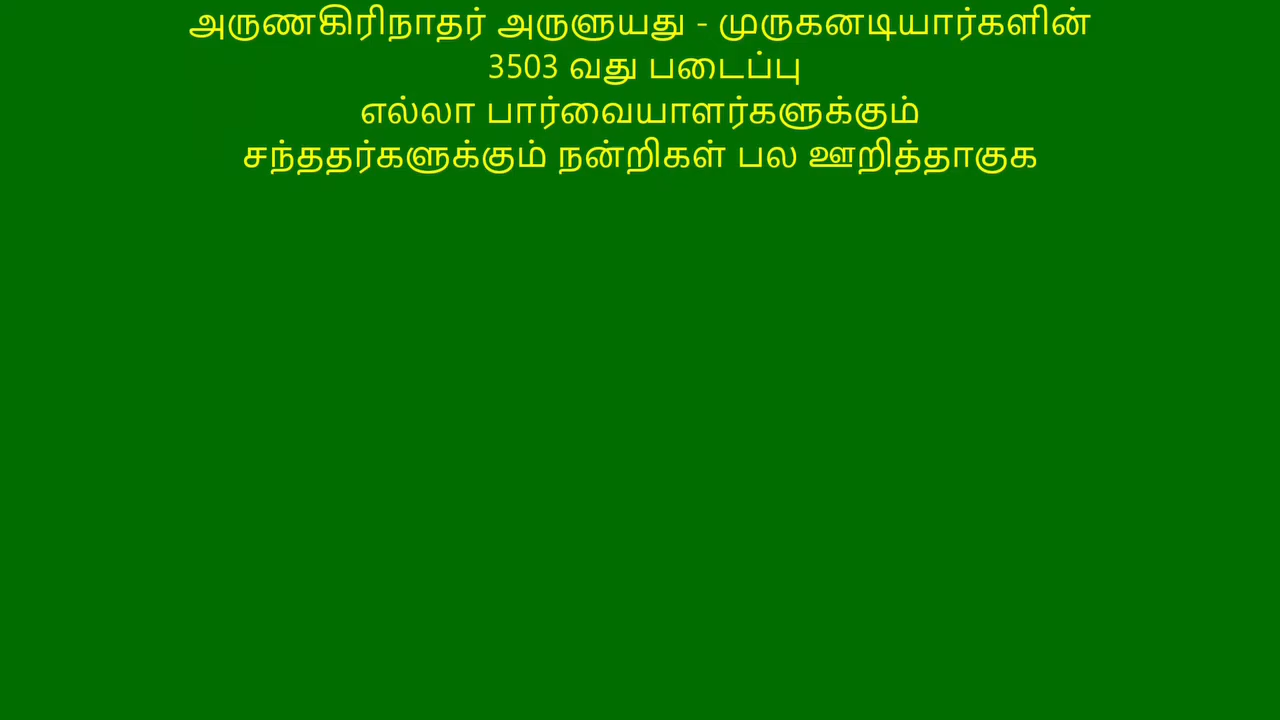 அருணகிரிநாதர் அருளுயது - முருகனடியார்களின்
3503 வது படைப்பு
எல்லா பார்வையாளர்களுக்கும்
சந்ததர்களுக்கும் நன்றிகள் பல ஊறித்தாகுக